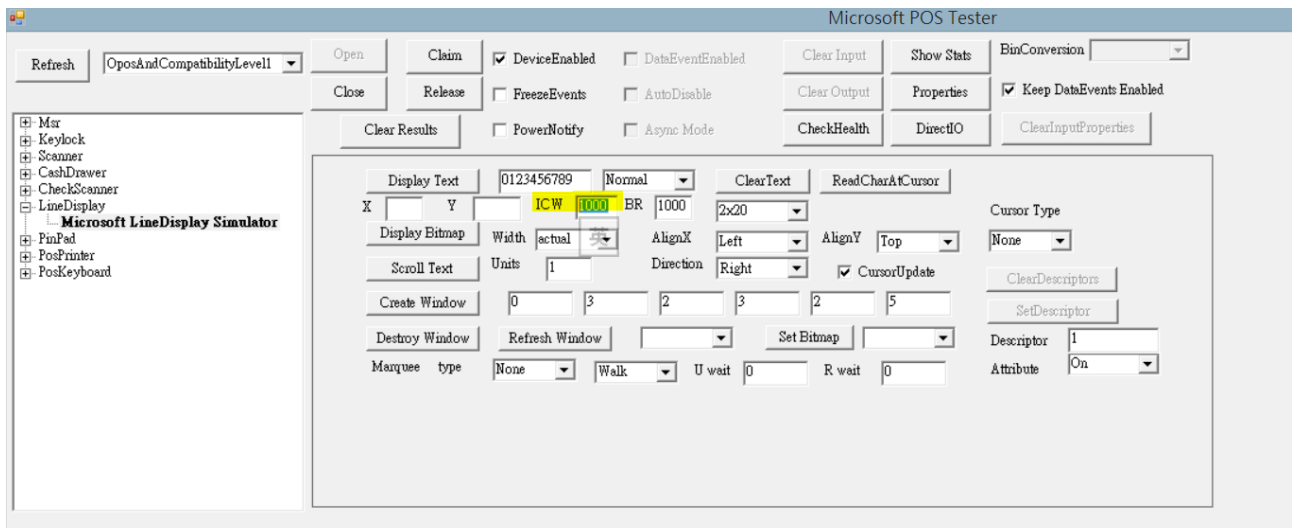 Microsoft POS Tester
Refresh OposAndCompatibilityLevel1 Open Claim DeviceEnabled DataEventEnabled Clear Input Show Stats BinConversion
Close Release FreezeEvents AutoDisable Clear Output Properties Keep DataEvents Enabled
Clear Results PowerNotify Async Mode CheckHealth DirectIO ClearInputProperties
Msr
Keylock
Scanner
CashDrawer
CheckScanner
LineDisplay
Microsoft LineDisplay Simulator
PinPad
PosPrinter
PosKeyboard
Display Text 0123456789 Normal ClearText ReadCharAtCursor
X Y ICW 1000 BR 1000 2x20 Cursor Type
Display Bitmap Width actual 英 AlignX Left AlignY Top None
Scroll Text Units 1 Direction Right CursorUpdate ClearDescriptors
Create Window 0 3 2 3 2 5 SetDescriptor
Destroy Window Refresh Window Set Bitmap Descriptor 1
Marquee type None Walk U wait 0 R wait 0 Attribute On